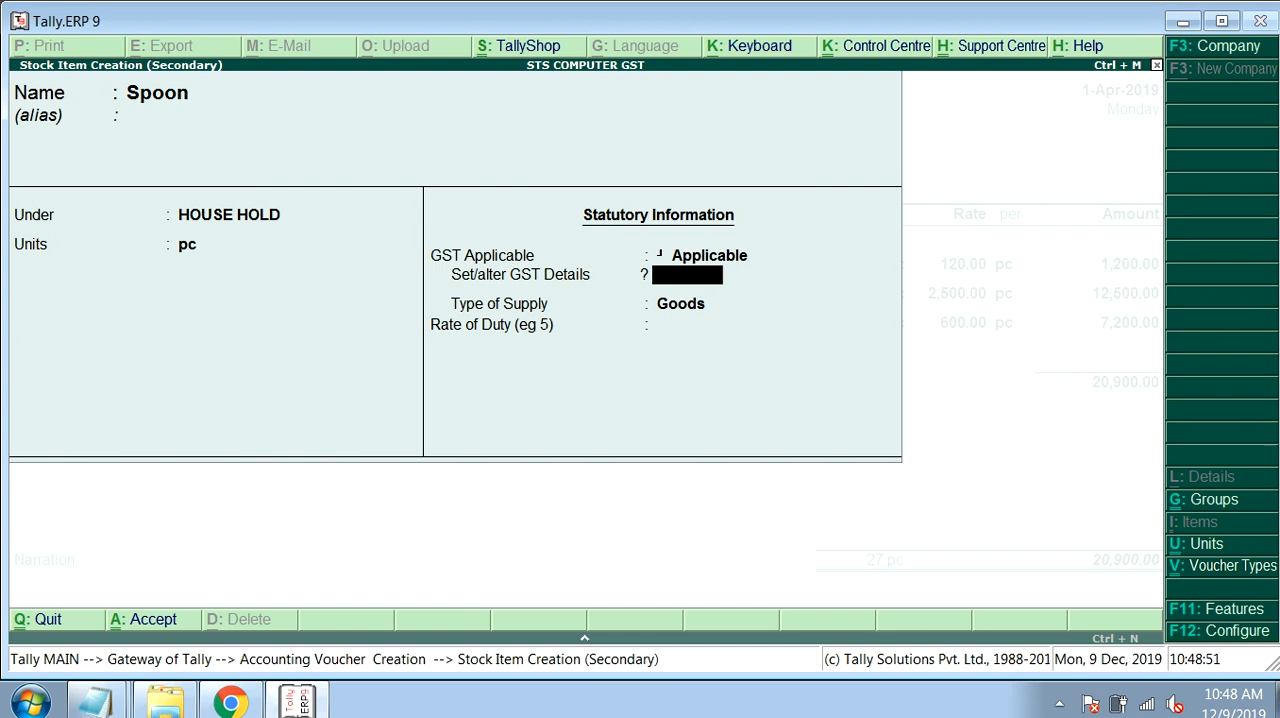 Tally.ERP 9
P: Print E: Export M: E-Mail O: Upload S: TallyShop G: Language K: Keyboard K: Control Centre H: Support Centre H: Help F3: Company
Stock Item Creation (Secondary) STS COMPUTER GST Ctrl + M F3: New Company
Name : Spoon 1-Apr-2019
(alias) : Monday
Under : HOUSE HOLD Statutory Information Rate per Amount
Units : pc
GST Applicable : Applicable 120.00 pc 1,200.00
Set/alter GST Details ?
Type of Supply : Goods 2,500.00 pc 12,500.00
Rate of Duty (eg 5) : 600.00 pc 7,200.00
20,900.00
L: Details
G: Groups
I: Items
U: Units
Narration 27 pc 20,900.00 V: Voucher Types
F11: Features
Q: Quit A: Accept D: Delete
F12: Configure
Ctrl + N
Tally MAIN --> Gateway of Tally --> Accounting Voucher Creation --> Stock Item Creation (Secondary) (c) Tally Solutions Pvt. Ltd., 1988-201 Mon, 9 Dec, 2019 10:48:51
Tally ERP9
10:48 AM
12/9/2019